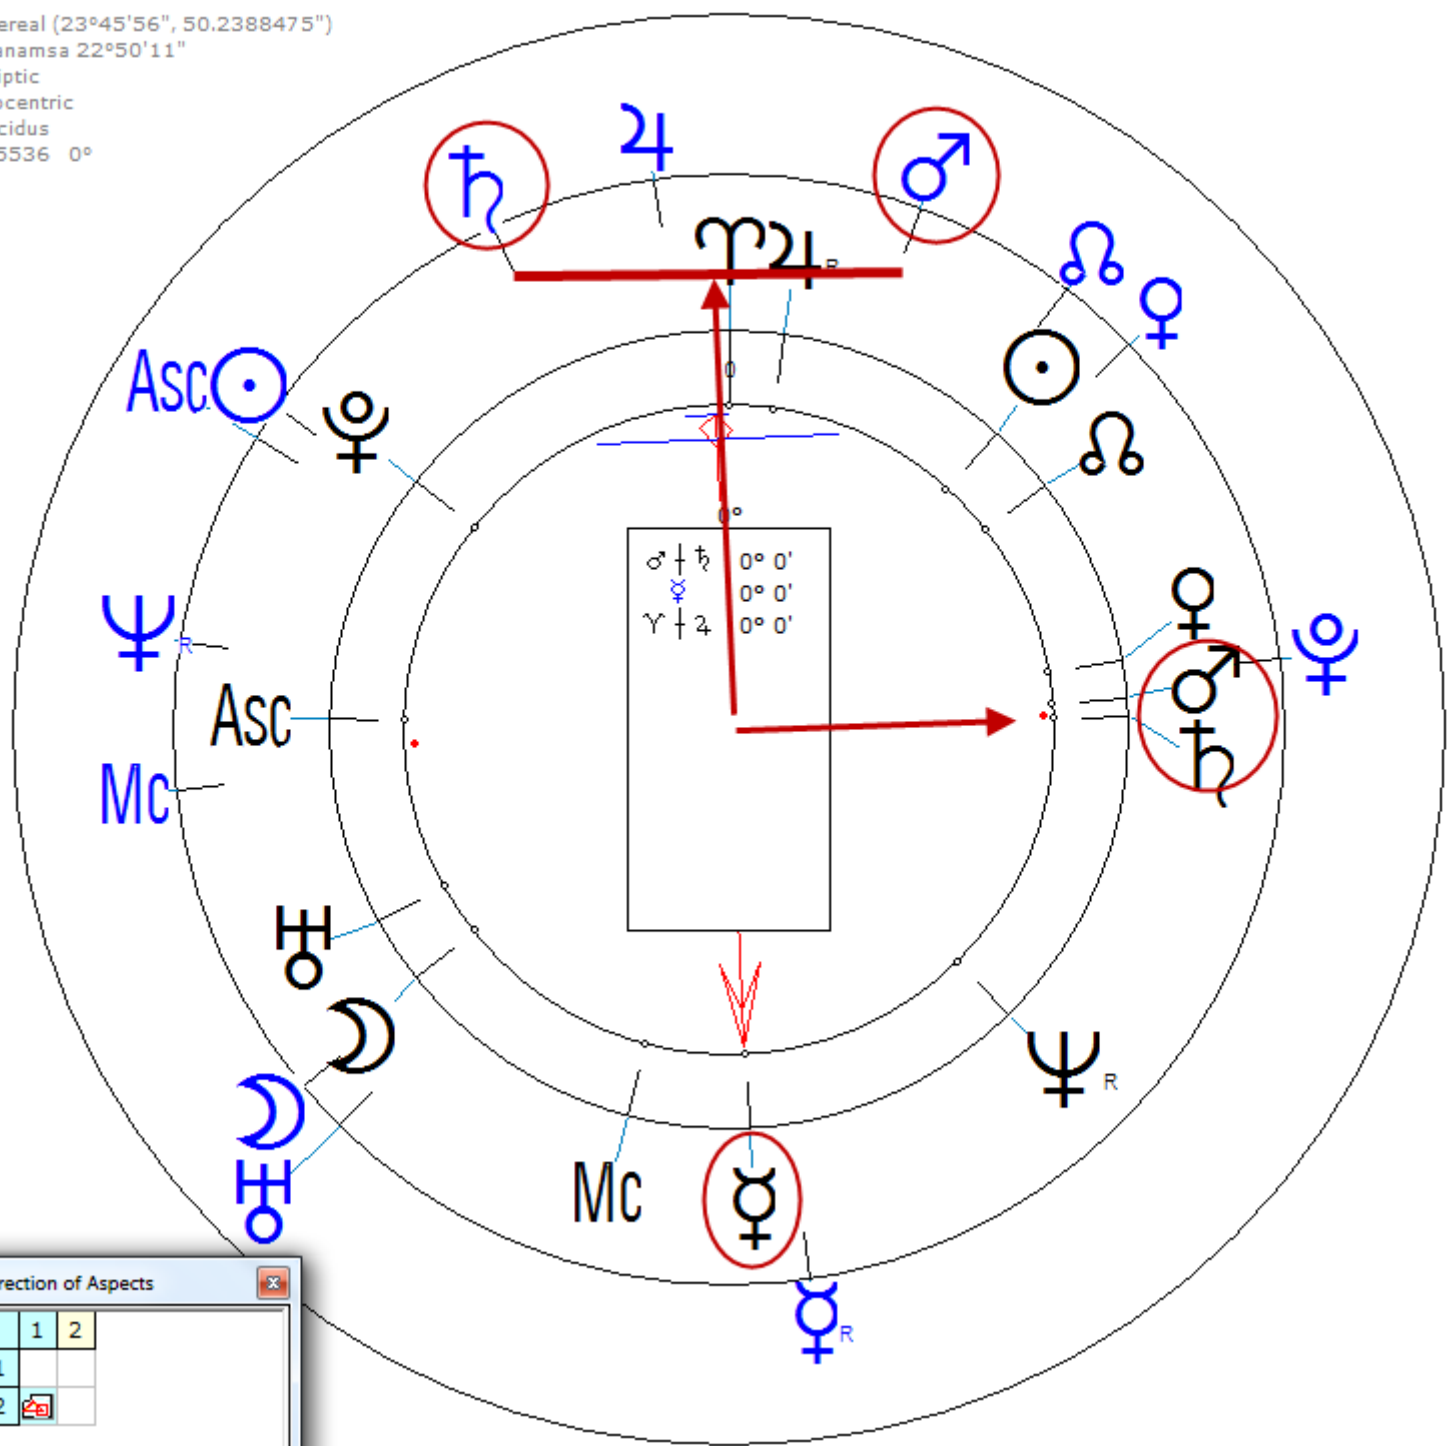 ereal (23°45'56", 50.2388475")
anamsa 22°50'11"
iptic
ocentric
cidus
5536 0°
♄ ♃ ♂
♈ ♃ R
☊ ♀
Asc ☉ ♇
☉
☊
0
0°
♂ ┼ ♄ 0° 0'
☿ 0° 0'
♈ ┼ ♃ 0° 0'
♀
♆ R
♂ ♇
Asc
♄
Mc
♅
☽
♆ R
☽
♅
Mc ☿
☿ R
rection of Aspects
x
1 2
1
2